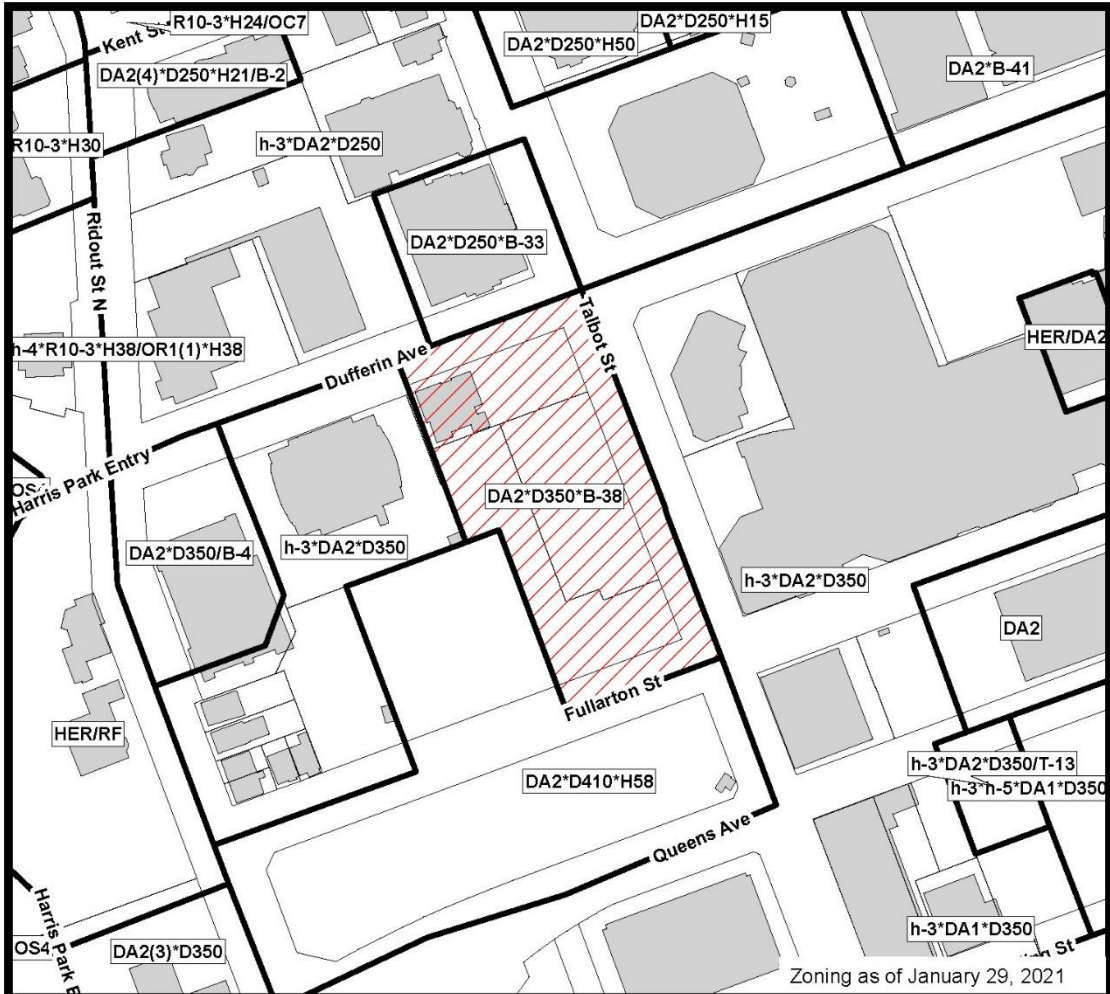 R10-3*H24/OC7
DA2*D250*H15
Kent St
DA2*D250*H50
DA2(4)*D250*H21/B-2
DA2*B-41
R10-3*H30
h-3*DA2*D250
DA2*D250*B-33
Ridout St N
Talbot St
h-4*R10-3*H38/OR1(1)*H38
HER/DA2
Dufferin Ave
Harris Park Entry
DA2*D350*B-38
DA2*D350/B-4
h-3*DA2*D350
h-3*DA2*D350
DA2
Fullarton St
HER/RF
h-3*DA2*D350/T-13
DA2*D410*H58
h-3*h-5*DA1*D350
Queens Ave
Harris Park E
h-3*DA1*D350
OS4
DA2(3)*D350
St
Zoning as of January 29, 2021